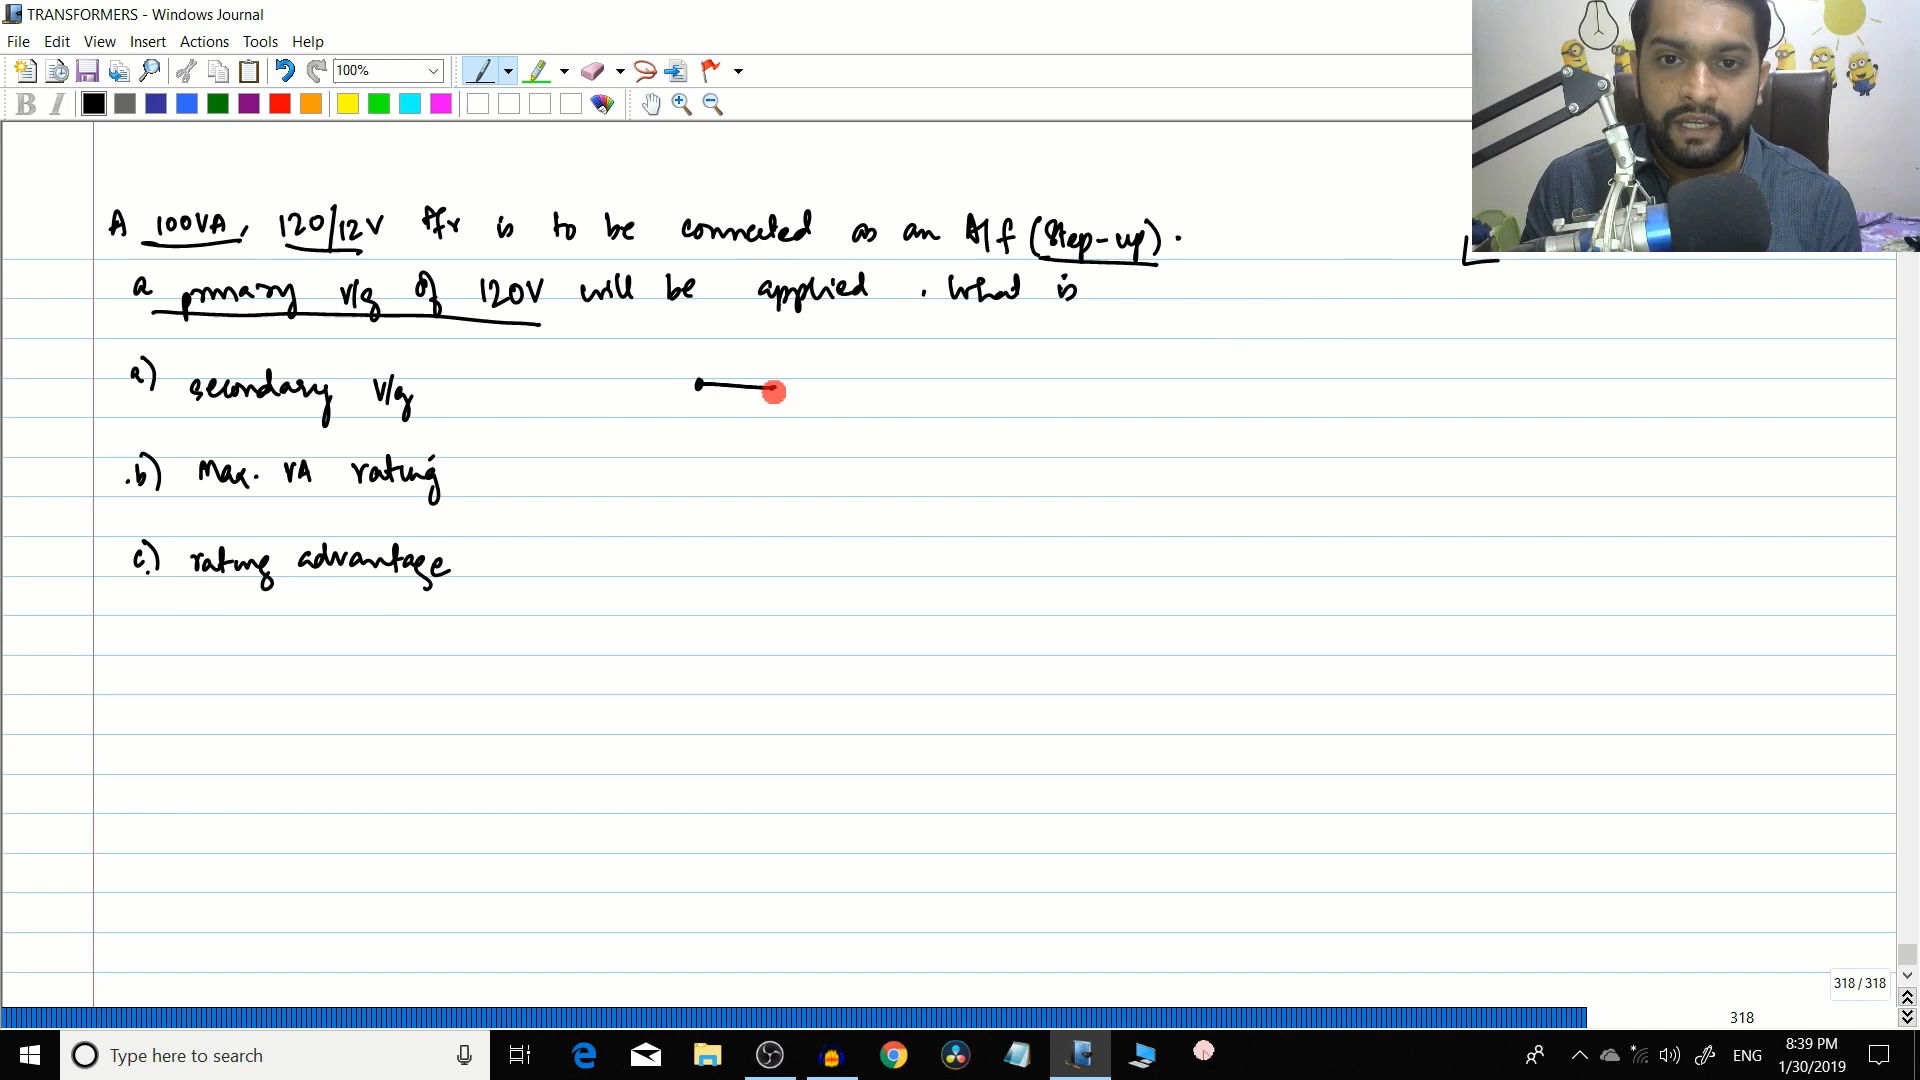 TRANSFORMERS - Windows Journal
File Edit View Insert Actions Tools Help
100%
B I
A 100VA, 120/12V Tfr is to be connected as an A/f (Step-up).
a primary v/g of 120V will be applied. What is
a) secondary v/g
b) Max. VA rating
c.) rating advantage
318 / 318
318
Type here to search
ENG
8:39 PM
1/30/2019